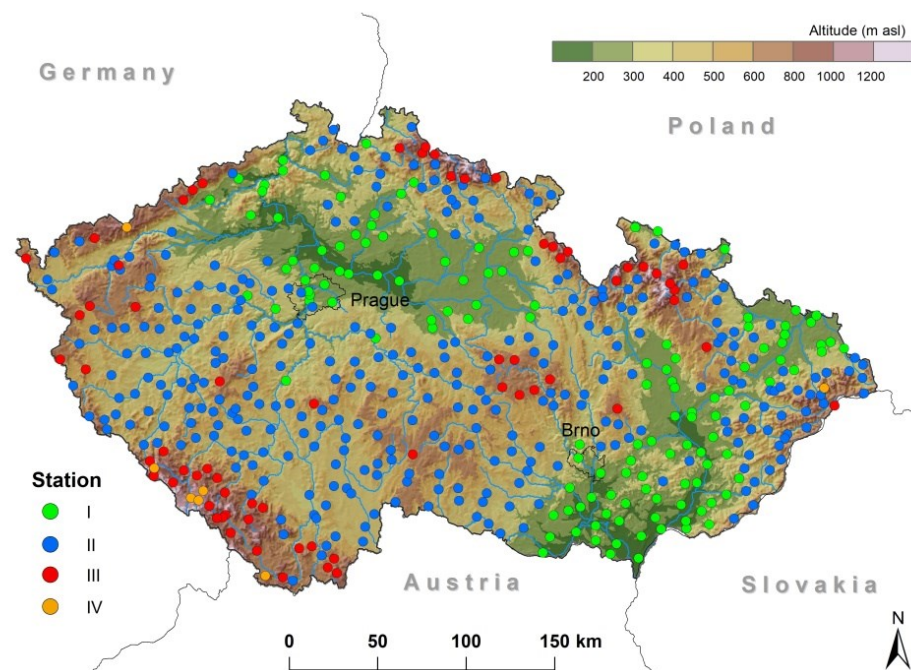 Altitude (m asl)
200 300 400 500 600 800 1000 1200
Germany
Poland
Prague
Brno
Station
I
II
III
IV
Austria
Slovakia
N
0 50 100 150 km